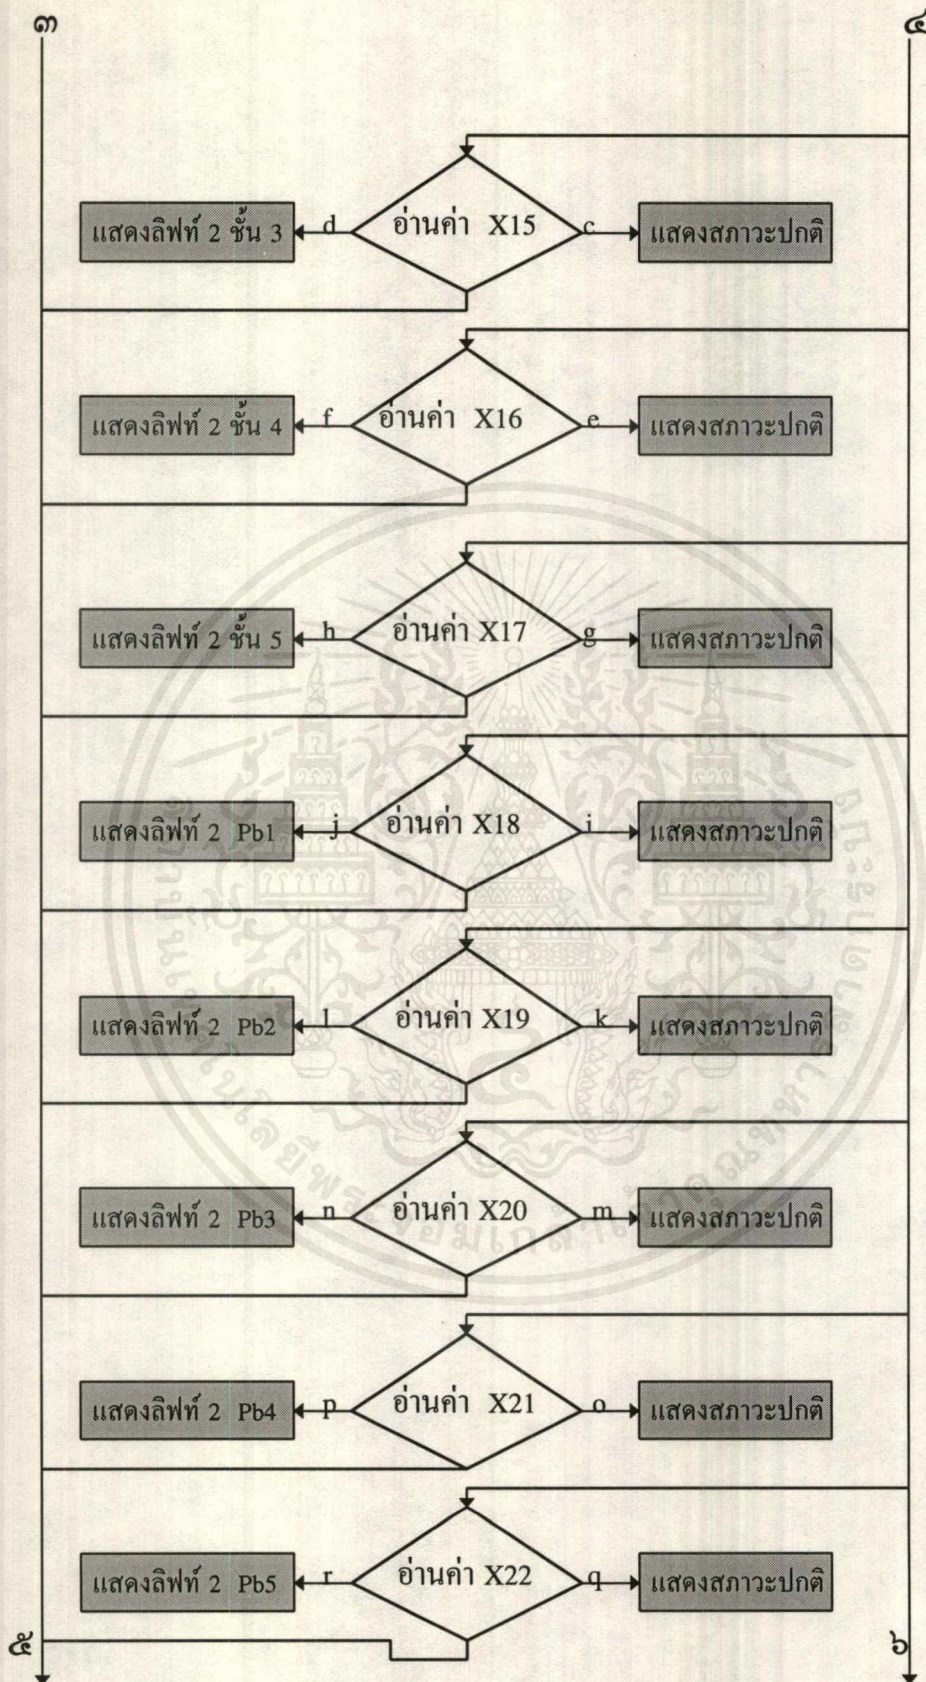 ๓ ๔
แสดงลิฟท์ 2 ชั้น 3 d อ่านค่า X15 c แสดงสภาวะปกติ
แสดงลิฟท์ 2 ชั้น 4 f อ่านค่า X16 e แสดงสภาวะปกติ
แสดงลิฟท์ 2 ชั้น 5 h อ่านค่า X17 g แสดงสภาวะปกติ
แสดงลิฟท์ 2 Pb1 j อ่านค่า X18 i แสดงสภาวะปกติ
แสดงลิฟท์ 2 Pb2 l อ่านค่า X19 k แสดงสภาวะปกติ
แสดงลิฟท์ 2 Pb3 n อ่านค่า X20 m แสดงสภาวะปกติ
แสดงลิฟท์ 2 Pb4 p อ่านค่า X21 o แสดงสภาวะปกติ
แสดงลิฟท์ 2 Pb5 r อ่านค่า X22 q แสดงสภาวะปกติ
๕ ๖